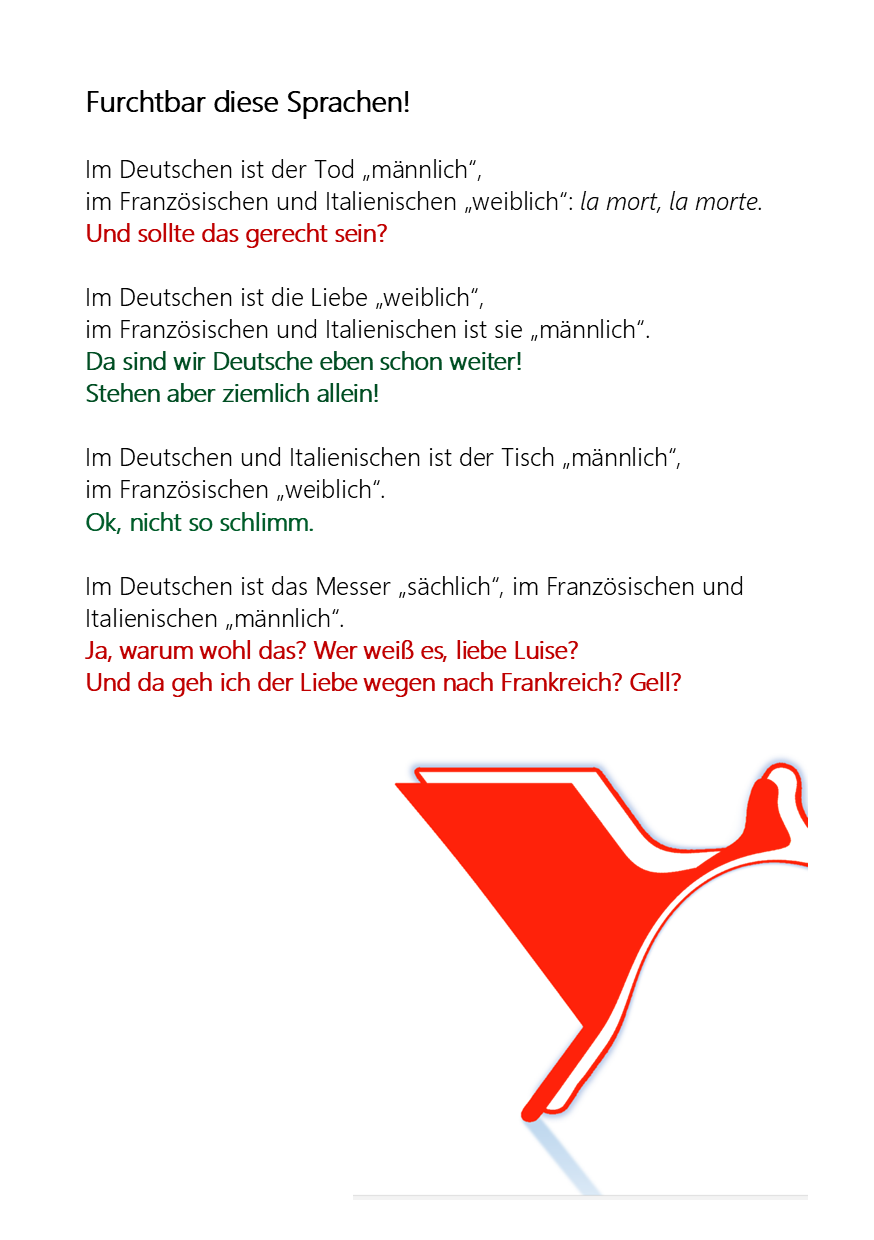 Furchtbar diese Sprachen!
Im Deutschen ist der Tod „männlich“,
im Französischen und Italienischen „weiblich“: la mort, la morte.
Und sollte das gerecht sein?
Im Deutschen ist die Liebe „weiblich“,
im Französischen und Italienischen ist sie „männlich“.
Da sind wir Deutsche eben schon weiter!
Stehen aber ziemlich allein!
Im Deutschen und Italienischen ist der Tisch „männlich“,
im Französischen „weiblich“.
Ok, nicht so schlimm.
Im Deutschen ist das Messer „sächlich“, im Französischen und
Italienischen „männlich“.
Ja, warum wohl das? Wer weiß es, liebe Luise?
Und da geh ich der Liebe wegen nach Frankreich? Gell?